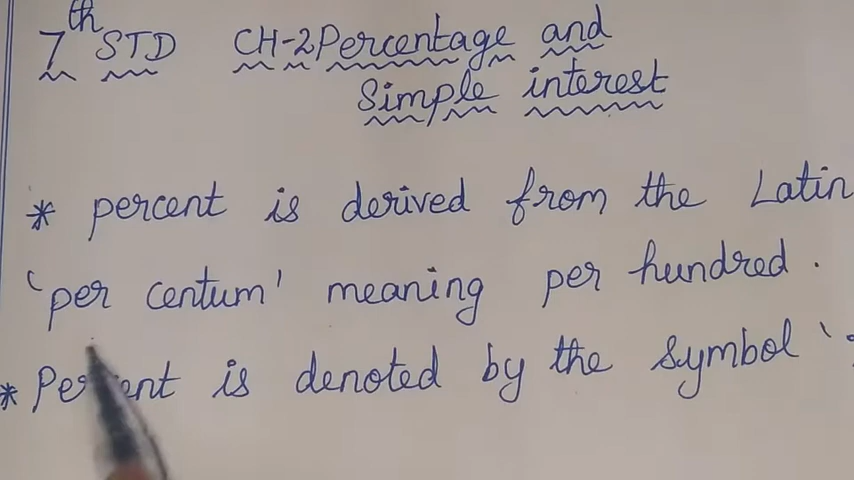 7th STD CH-2 Percentage and
Simple interest
* percent is derived from the Latin
'per centum' meaning per hundred.
* Percent is denoted by the symbol '